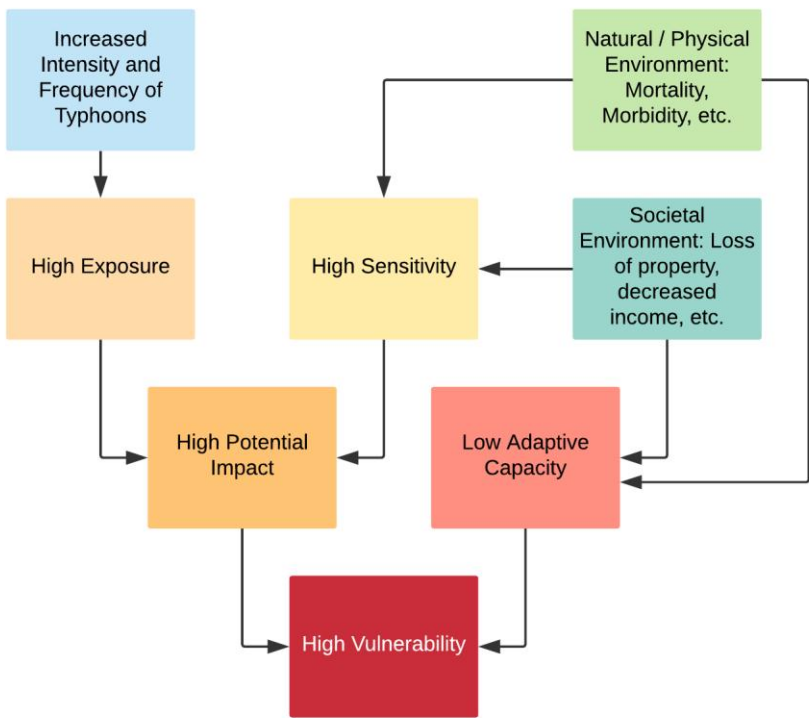 Increased
Intensity and
Frequency of
Typhoons
Natural / Physical
Environment:
Mortality,
Morbidity, etc.
High Exposure
High Sensitivity
Societal
Environment: Loss
of property,
decreased
income, etc.
High Potential
Impact
Low Adaptive
Capacity
High Vulnerability